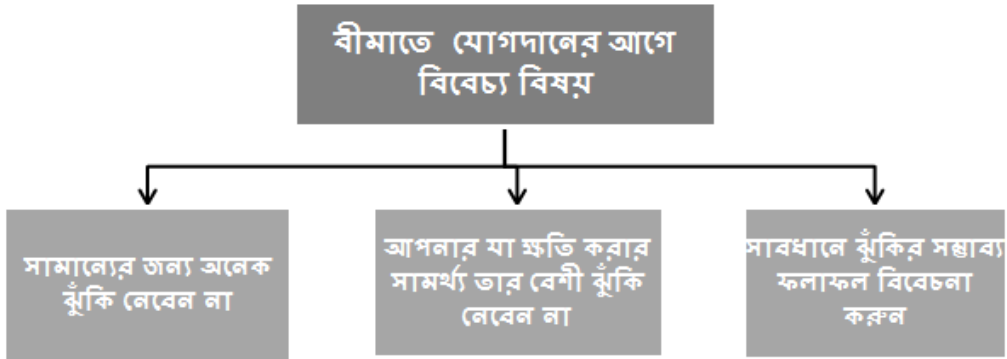 বীমাতে যোগদানের আগে
বিবেচ্য বিষয়
সামান্যের জন্য অনেক
ঝুঁকি নেবেন না
আপনার যা ক্ষতি করার
সামর্থ্য তার বেশী ঝুঁকি
নেবেন না
সাবধানে ঝুঁকির সম্ভাব্য
ফলাফল বিবেচনা
করুন